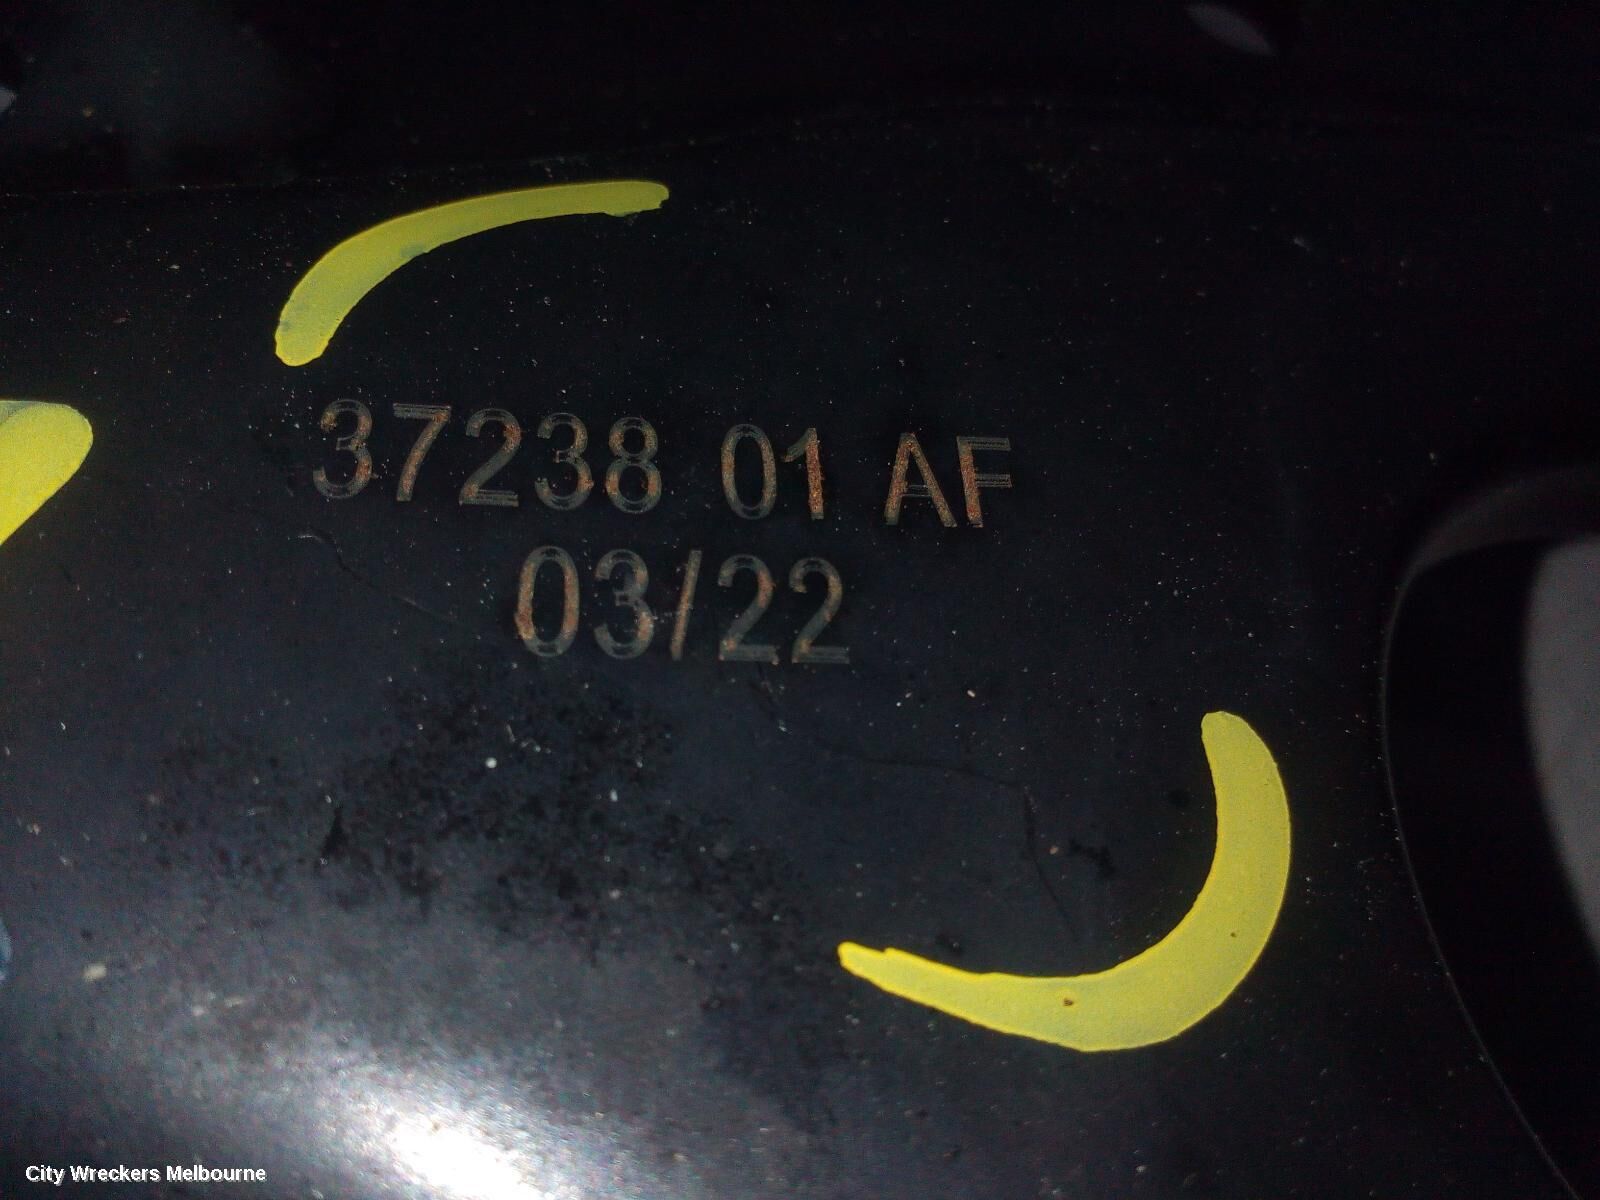 37238 01 AF
03/22
City Wreckers Melbourne